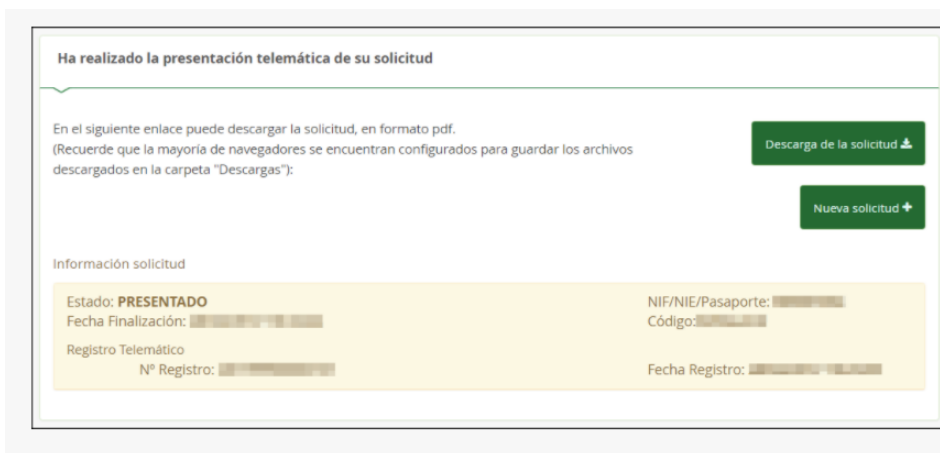 Ha realizado la presentación telemática de su solicitud
En el siguiente enlace puede descargar la solicitud, en formato pdf.
(Recuerde que la mayoría de navegadores se encuentran configurados para guardar los archivos
descargados en la carpeta "Descargas"):
Descarga de la solicitud
Nueva solicitud
Información solicitud
Estado: PRESENTADO
NIF/NIE/Pasaporte:
Fecha Finalización:
Código:
Registro Telemático
Nº Registro:
Fecha Registro: